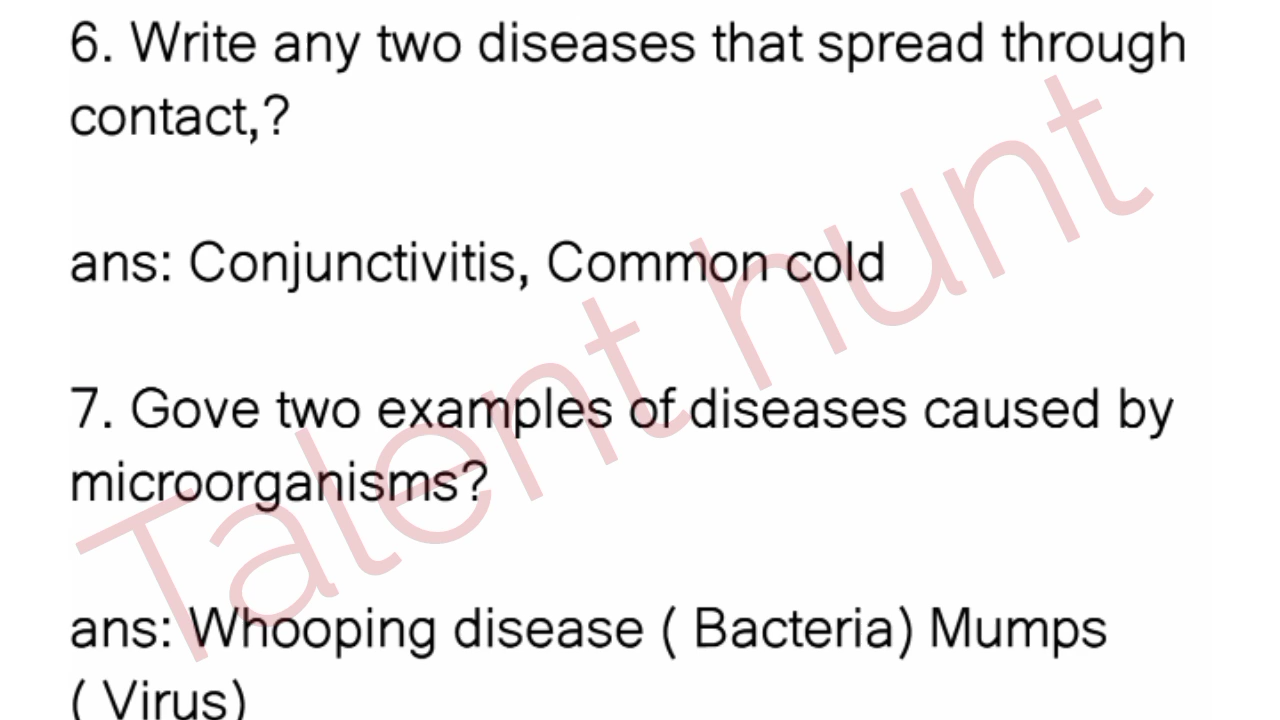 6. Write any two diseases that spread through
contact,?
ans: Conjunctivitis, Common cold
7. Gove two examples of diseases caused by
microorganisms?
ans: Whooping disease ( Bacteria) Mumps
( Virus)
Talent hunt